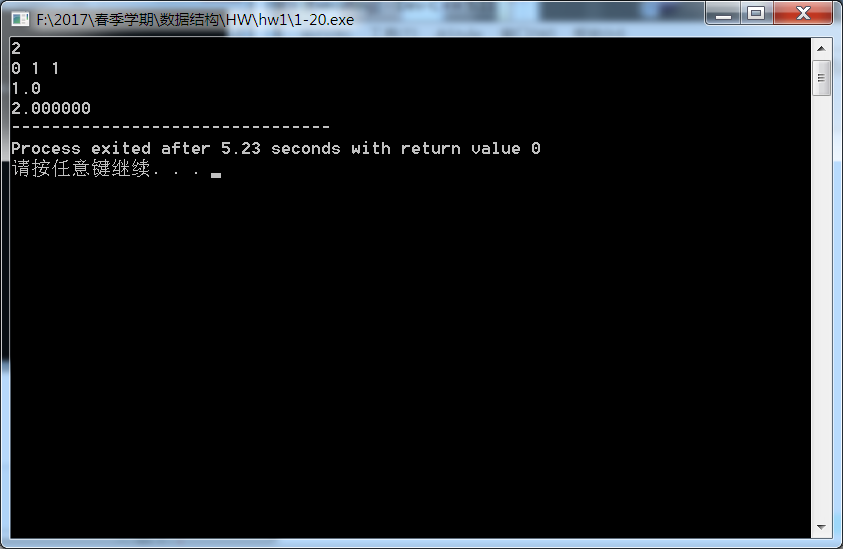 F:\2017\春季学期\数据结构\HW\hw1\1-20.exe
2
0 1 1
1.0
2.000000
--------------------------------
Process exited after 5.23 seconds with return value 0
请按任意键继续. . .